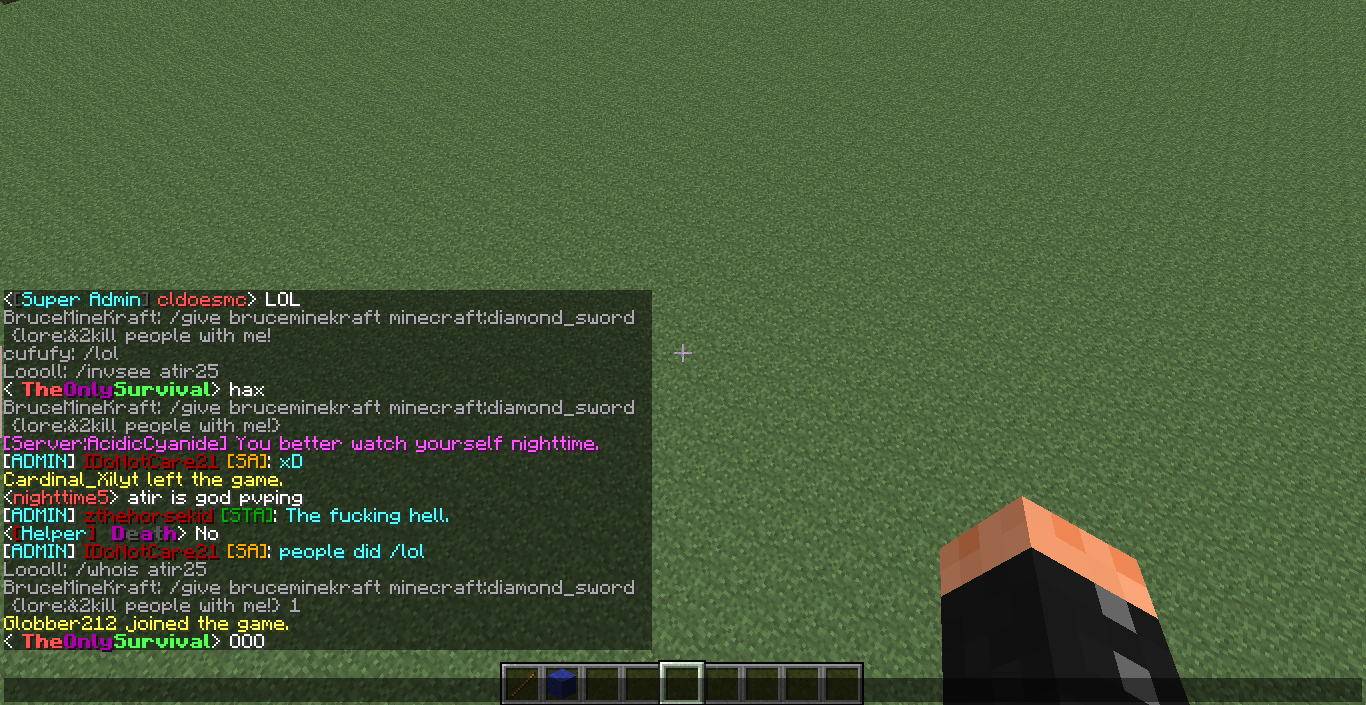 <[Super Admin] cldoesmc> LOL
BruceMineKraft: /give bruceminekraft minecraft:diamond_sword
{lore:&2kill people with me!
cufufy: /lol
Loooll: /invsee atir25
< TheOnlySurvival> hax
BruceMineKraft: /give bruceminekraft minecraft:diamond_sword
{lore:&2kill people with me!}
[Server:AcidicCyanide] You better watch yourself nighttime.
[ADMIN] IDoNotCare21 [SA]: xD
Cardinal_Xilyt left the game.
<nighttime5> atir is god pvping
[ADMIN] zthehorsekid [STA]: The fucking hell.
<[Helper] Death> No
[ADMIN] IDoNotCare21 [SA]: people did /lol
Loooll: /whois atir25
BruceMineKraft: /give bruceminekraft minecraft:diamond_sword
{lore:&2kill people with me!} 1
Globber212 joined the game.
< TheOnlySurvival> OOO